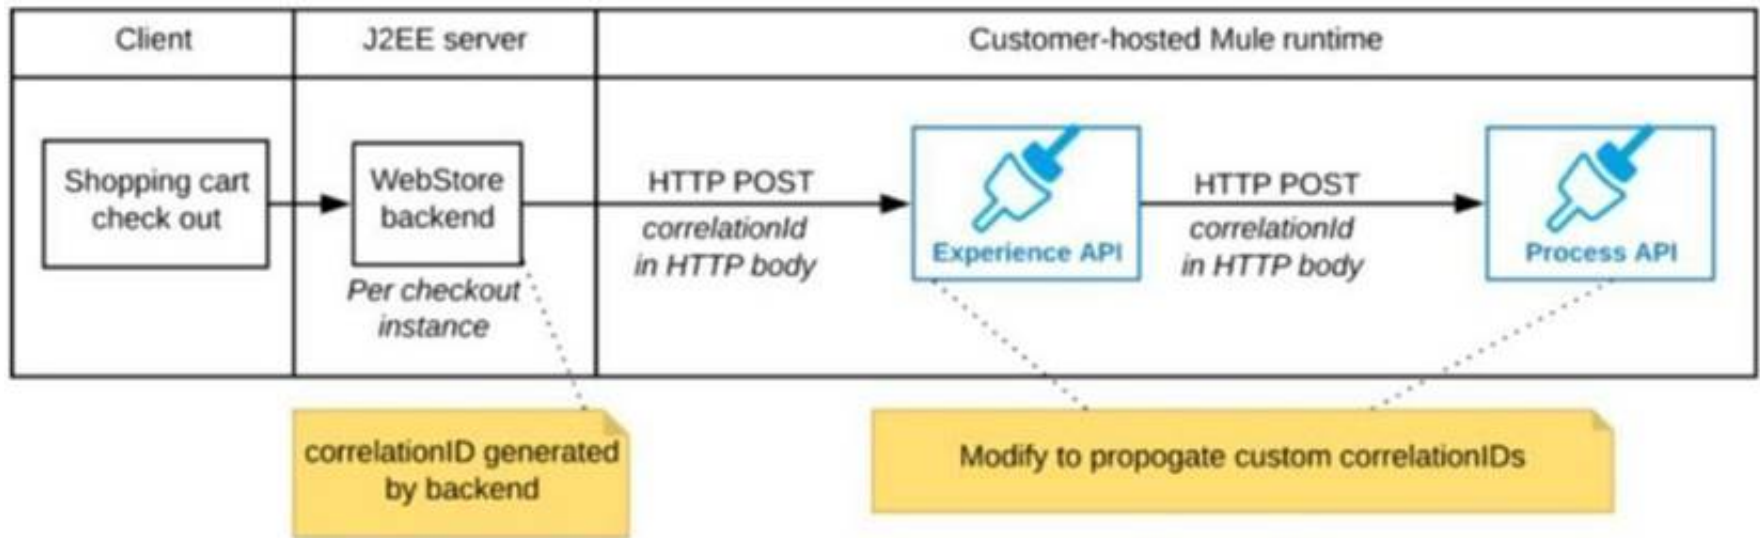 Client
J2EE server
Customer-hosted Mule runtime
Shopping cart
check out
WebStore
backend
Per checkout
instance
HTTP POST
correlationId
in HTTP body
Experience API
HTTP POST
correlationId
in HTTP body
Process API
correlationID generated
by backend
Modify to propogate custom correlationIDs